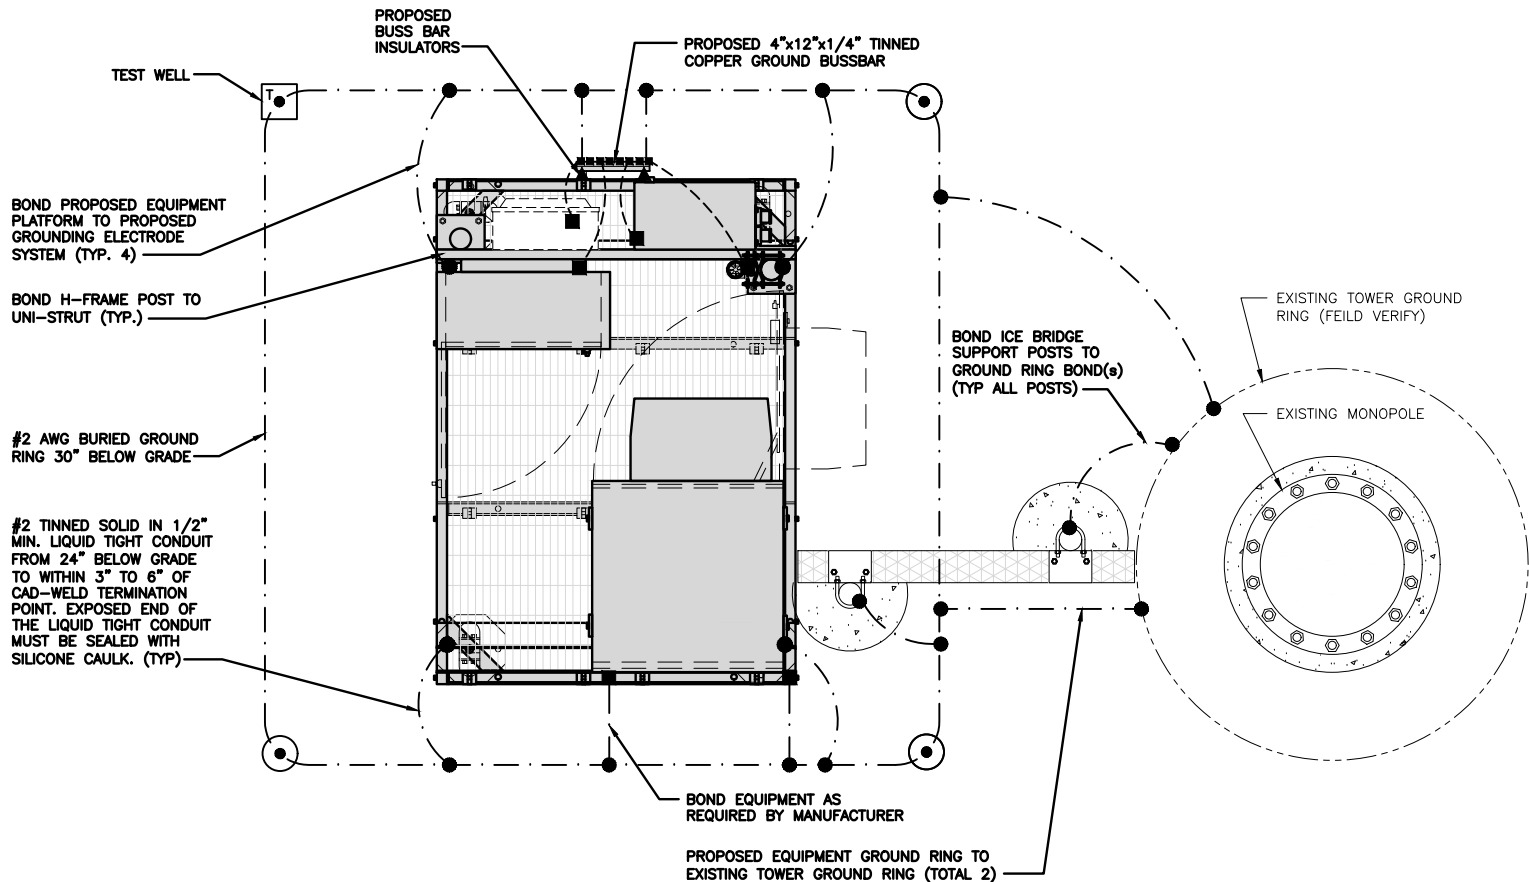 PROPOSED
BUSS BAR
INSULATORS
PROPOSED 4"x12"x1/4" TINNED
COPPER GROUND BUSSBAR
TEST WELL
T
BOND PROPOSED EQUIPMENT
PLATFORM TO PROPOSED
GROUNDING ELECTRODE
SYSTEM (TYP. 4)
BOND H-FRAME POST TO
UNI-STRUT (TYP.)
EXISTING TOWER GROUND
RING (FEILD VERIFY)
BOND ICE BRIDGE
SUPPORT POSTS TO
GROUND RING BOND(s)
(TYP ALL POSTS)
EXISTING MONOPOLE
#2 AWG BURIED GROUND
RING 30" BELOW GRADE
#2 TINNED SOLID IN 1/2"
MIN. LIQUID TIGHT CONDUIT
FROM 24" BELOW GRADE
TO WITHIN 3" TO 6" OF
CAD-WELD TERMINATION
POINT. EXPOSED END OF
THE LIQUID TIGHT CONDUIT
MUST BE SEALED WITH
SILICONE CAULK. (TYP)
BOND EQUIPMENT AS
REQUIRED BY MANUFACTURER
PROPOSED EQUIPMENT GROUND RING TO
EXISTING TOWER GROUND RING (TOTAL 2)